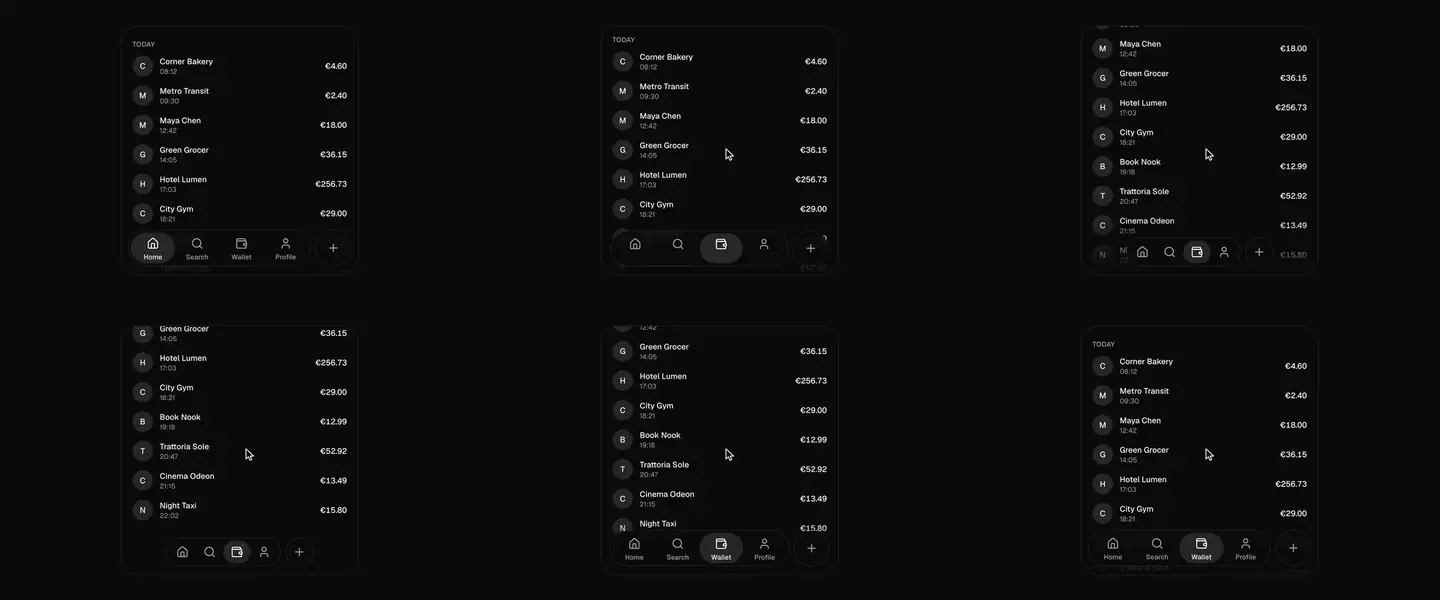 TODAY
C Corner Bakery €4.60
08:12
M Metro Transit €2.40
09:30
M Maya Chen €18.00
12:42
G Green Grocer €36.15
14:05
H Hotel Lumen €256.73
17:03
C City Gym €29.00
18:21
Home Search Wallet Profile
TODAY
C Corner Bakery €4.60
08:12
M Metro Transit €2.40
09:30
M Maya Chen €18.00
12:42
G Green Grocer €36.15
14:05
H Hotel Lumen €256.73
17:03
C City Gym €29.00
18:21
M Maya Chen €18.00
12:42
G Green Grocer €36.15
14:05
H Hotel Lumen €256.73
17:03
C City Gym €29.00
18:21
B Book Nook €12.99
19:18
T Trattoria Sole €52.92
20:47
C Cinema Odeon €13.49
21:15
N €15.80
G Green Grocer €36.15
14:05
H Hotel Lumen €256.73
17:03
C City Gym €29.00
18:21
B Book Nook €12.99
19:18
T Trattoria Sole €52.92
20:47
C Cinema Odeon €13.49
21:15
N Night Taxi €15.80
22:02
12:42
G Green Grocer €36.15
14:05
H Hotel Lumen €256.73
17:03
C City Gym €29.00
18:21
B Book Nook €12.99
19:18
T Trattoria Sole €52.92
20:47
C Cinema Odeon €13.49
21:15
N Night Taxi €15.80
Home Search Wallet Profile
TODAY
C Corner Bakery €4.60
08:12
M Metro Transit €2.40
09:30
M Maya Chen €18.00
12:42
G Green Grocer €36.15
14:05
H Hotel Lumen €256.73
17:03
C City Gym €29.00
18:21
Home Search Wallet Profile